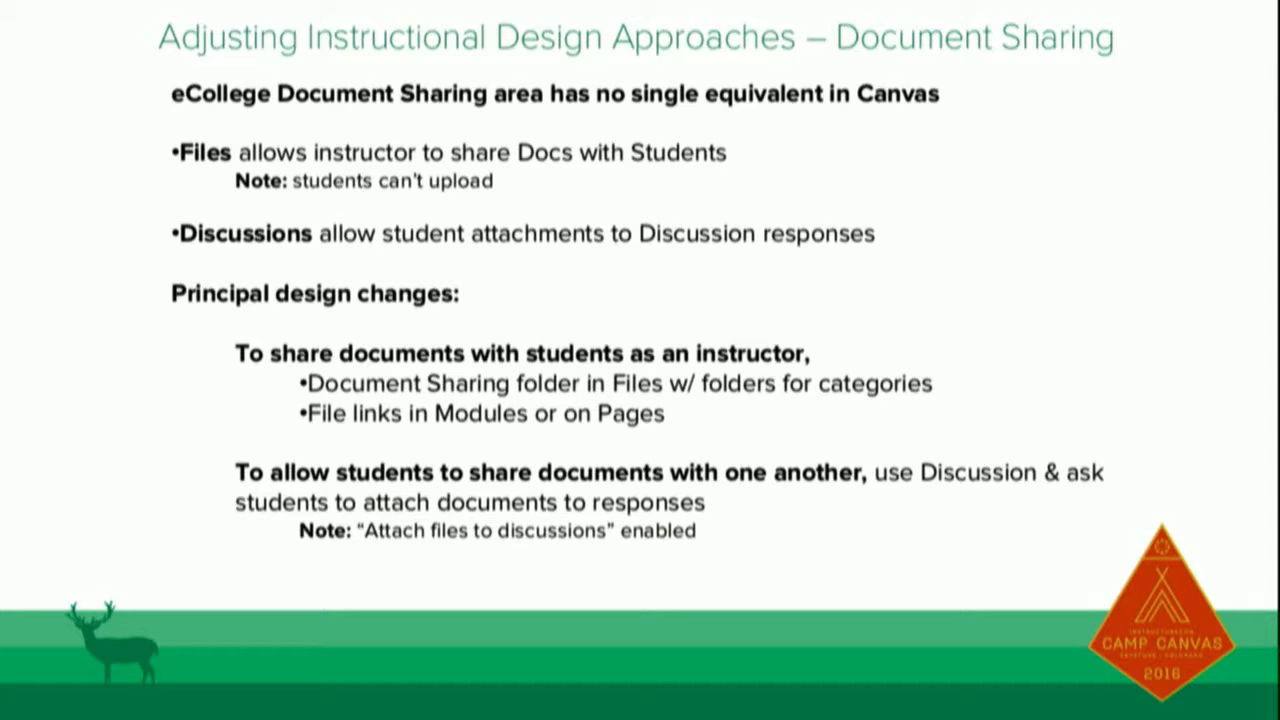 Adjusting Instructional Design Approaches – Document Sharing
eCollege Document Sharing area has no single equivalent in Canvas
•Files allows instructor to share Docs with Students
Note: students can't upload
•Discussions allow student attachments to Discussion responses
Principal design changes:
To share documents with students as an instructor,
•Document Sharing folder in Files w/ folders for categories
•File links in Modules or on Pages
To allow students to share documents with one another, use Discussion & ask
students to attach documents to responses
Note: "Attach files to discussions" enabled
CAMP CANVAS
2016